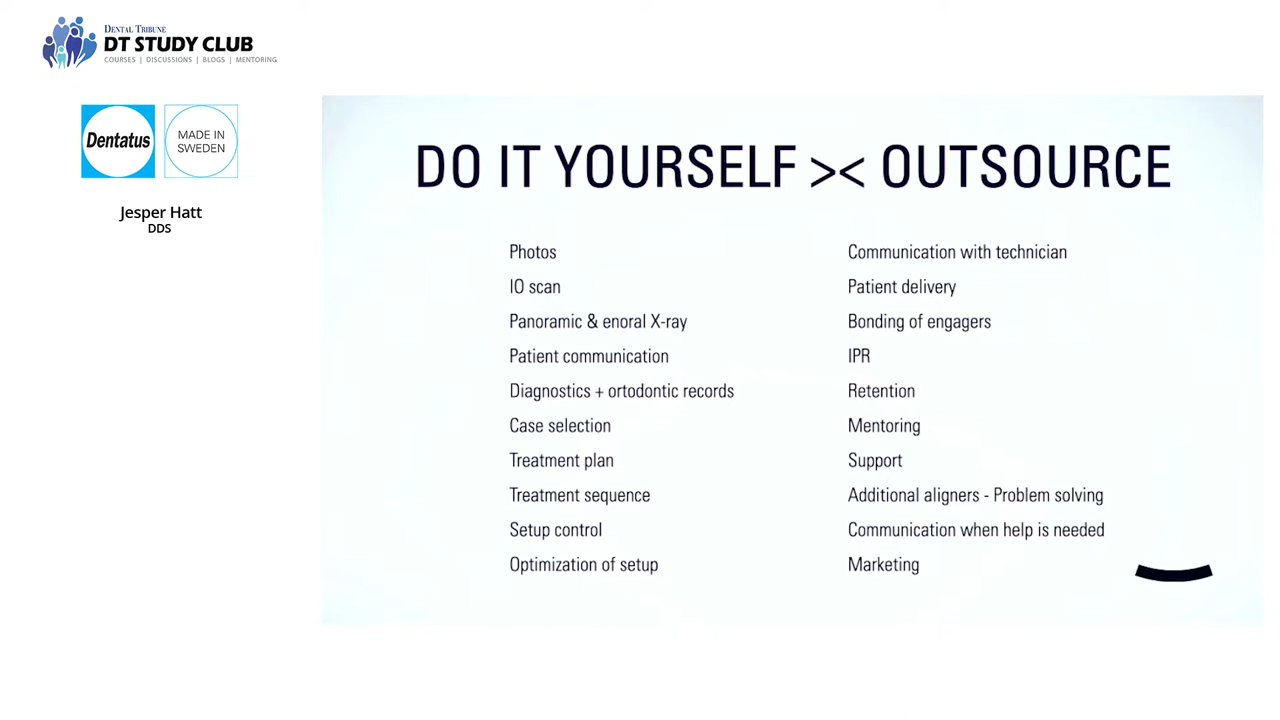 DENTAL TRIBUNE
DT STUDY CLUB
COURSES | DISCUSSIONS | BLOGS | MENTORING
Dentatus
MADE IN
SWEDEN
Jesper Hatt
DDS
DO IT YOURSELF >< OUTSOURCE
Photos
IO scan
Panoramic & enoral X-ray
Patient communication
Diagnostics + ortodontic records
Case selection
Treatment plan
Treatment sequence
Setup control
Optimization of setup
Communication with technician
Patient delivery
Bonding of engagers
IPR
Retention
Mentoring
Support
Additional aligners - Problem solving
Communication when help is needed
Marketing